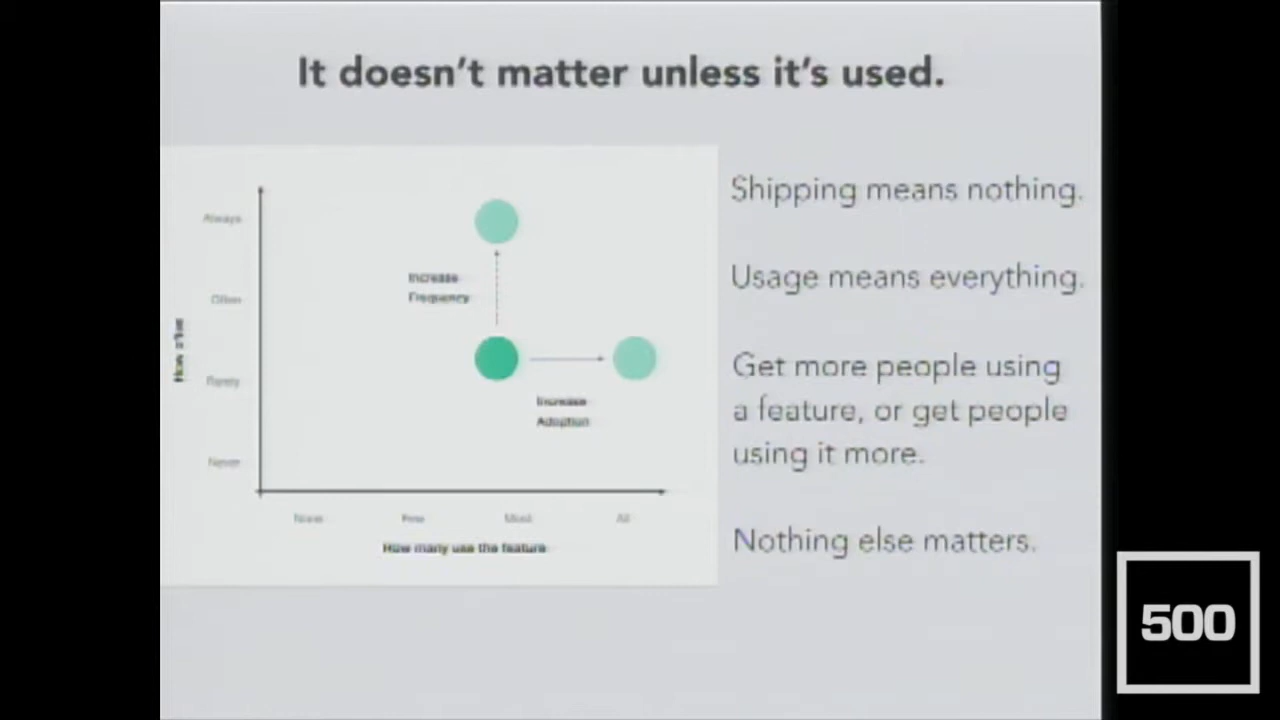 It doesn't matter unless it's used.
Always
Increase
Frequency
Often
How often
Rarely
Increase
Adoption
Never
None
Few
Most
All
How many use the feature
Shipping means nothing.
Usage means everything.
Get more people using
a feature, or get people
using it more.
Nothing else matters.
500